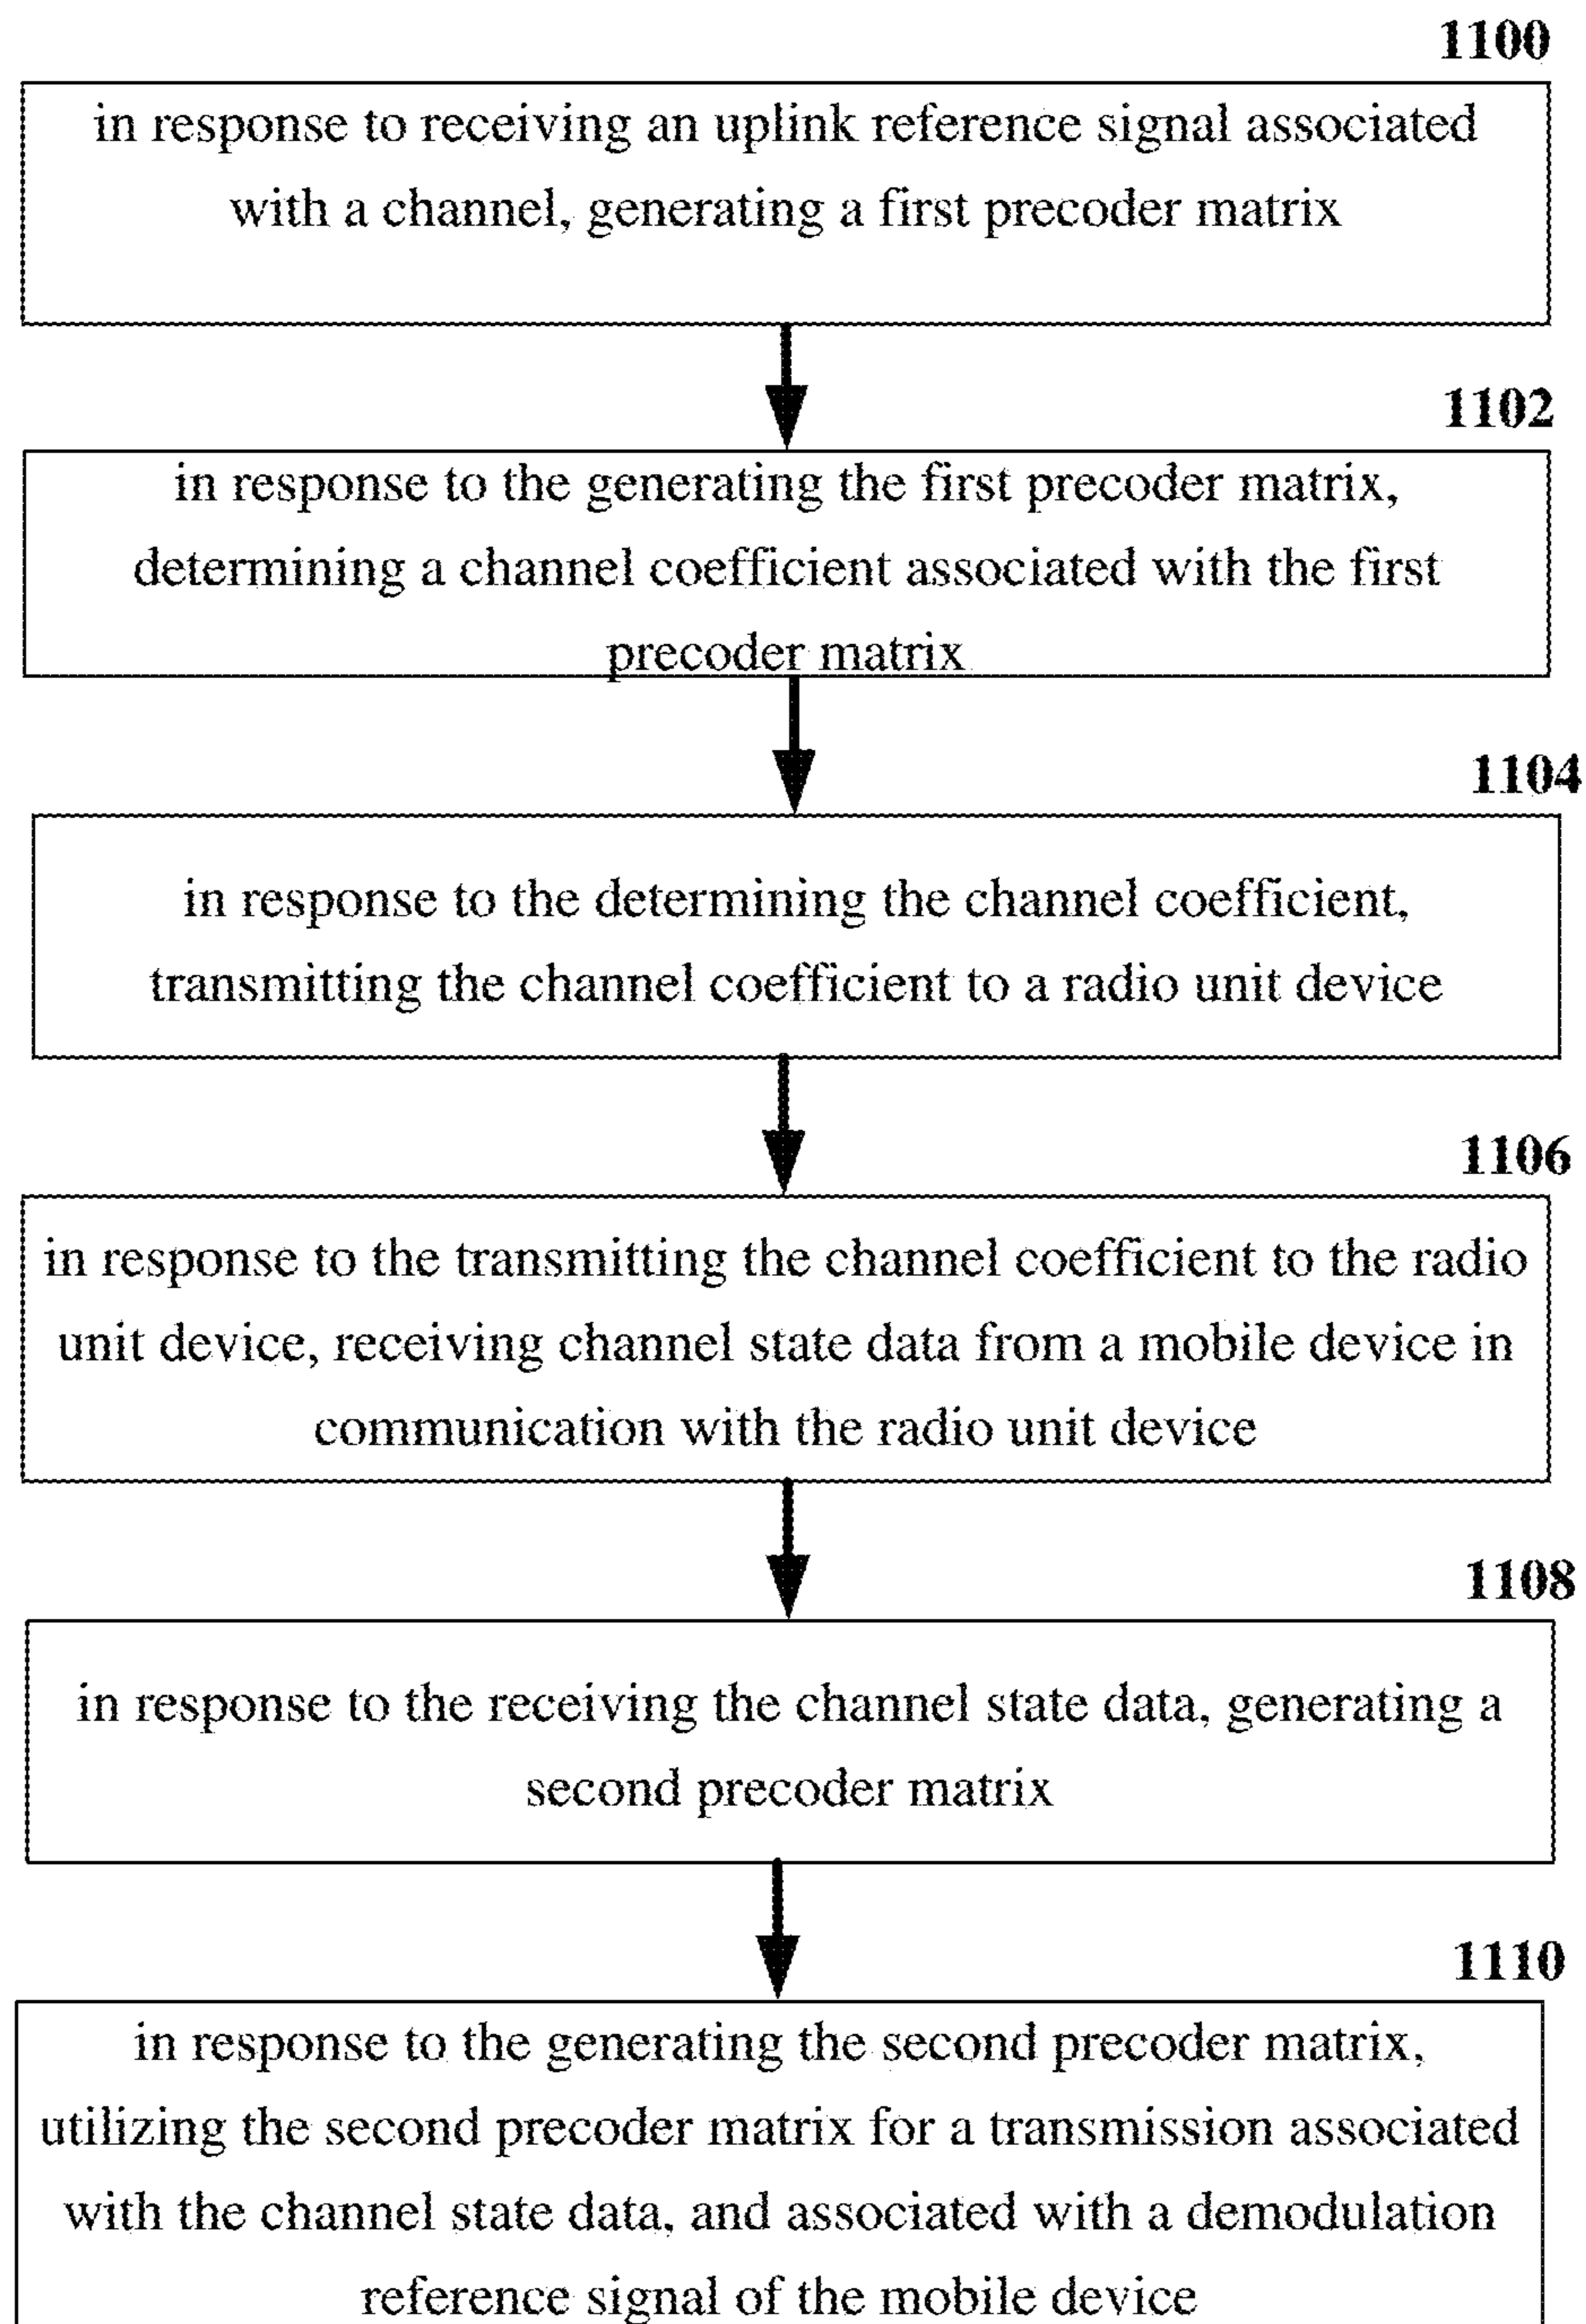 1100
in response to receiving an uplink reference signal associated
with a channel, generating a first precoder matrix
1102
in response to the generating the first precoder matrix,
determining a channel coefficient associated with the first
precoder matrix
1104
in response to the determining the channel coefficient,
transmitting the channel coefficient to a radio unit device
1106
in response to the transmitting the channel coefficient to the radio
unit device, receiving channel state data from a mobile device in
communication with the radio unit device
1108
in response to the receiving the channel state data, generating a
second precoder matrix
1110
in response to the generating the second precoder matrix,
utilizing the second precoder matrix for a transmission associated
with the channel state data, and associated with a demodulation
reference signal of the mobile device